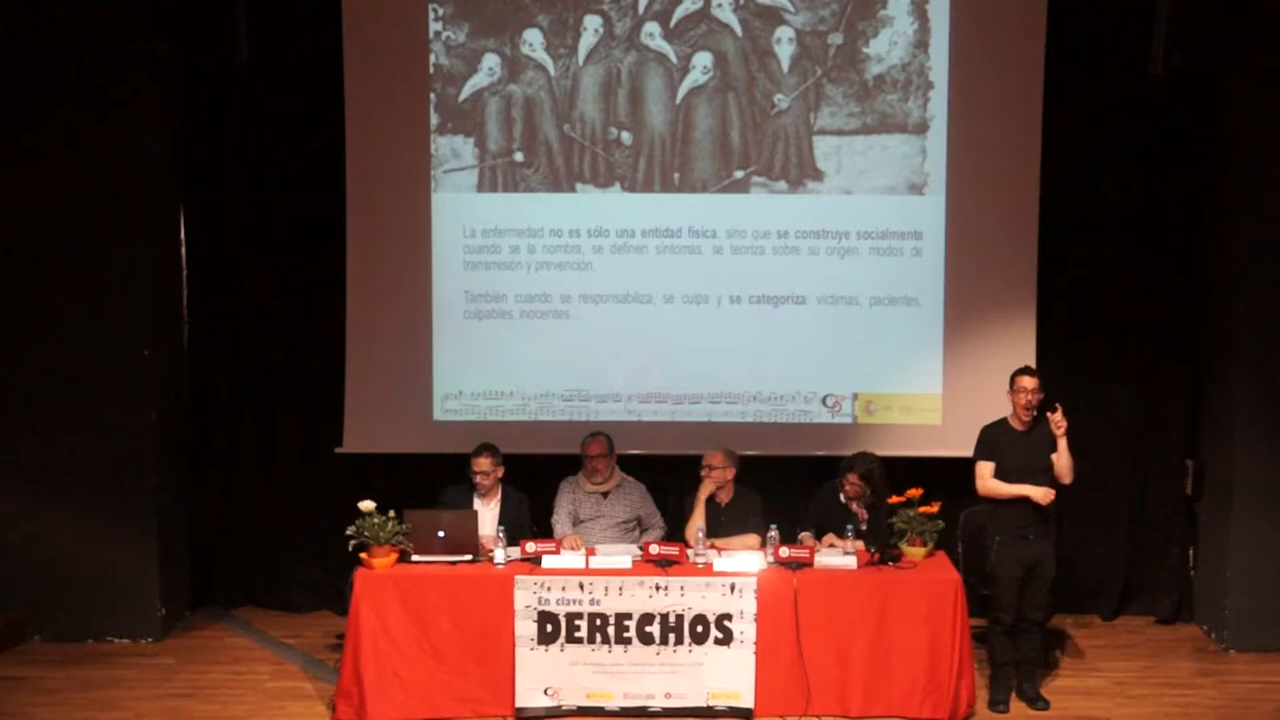 La enfermedad no es sólo una entidad física, sino que se construye socialmente
cuando se la nombra, se definen síntomas, se teoriza sobre su origen, modos de
transmisión y prevención.
También cuando se responsabiliza, se culpa y se categoriza: víctimas, pacientes,
culpables, inocentes...
En clave de
DERECHOS